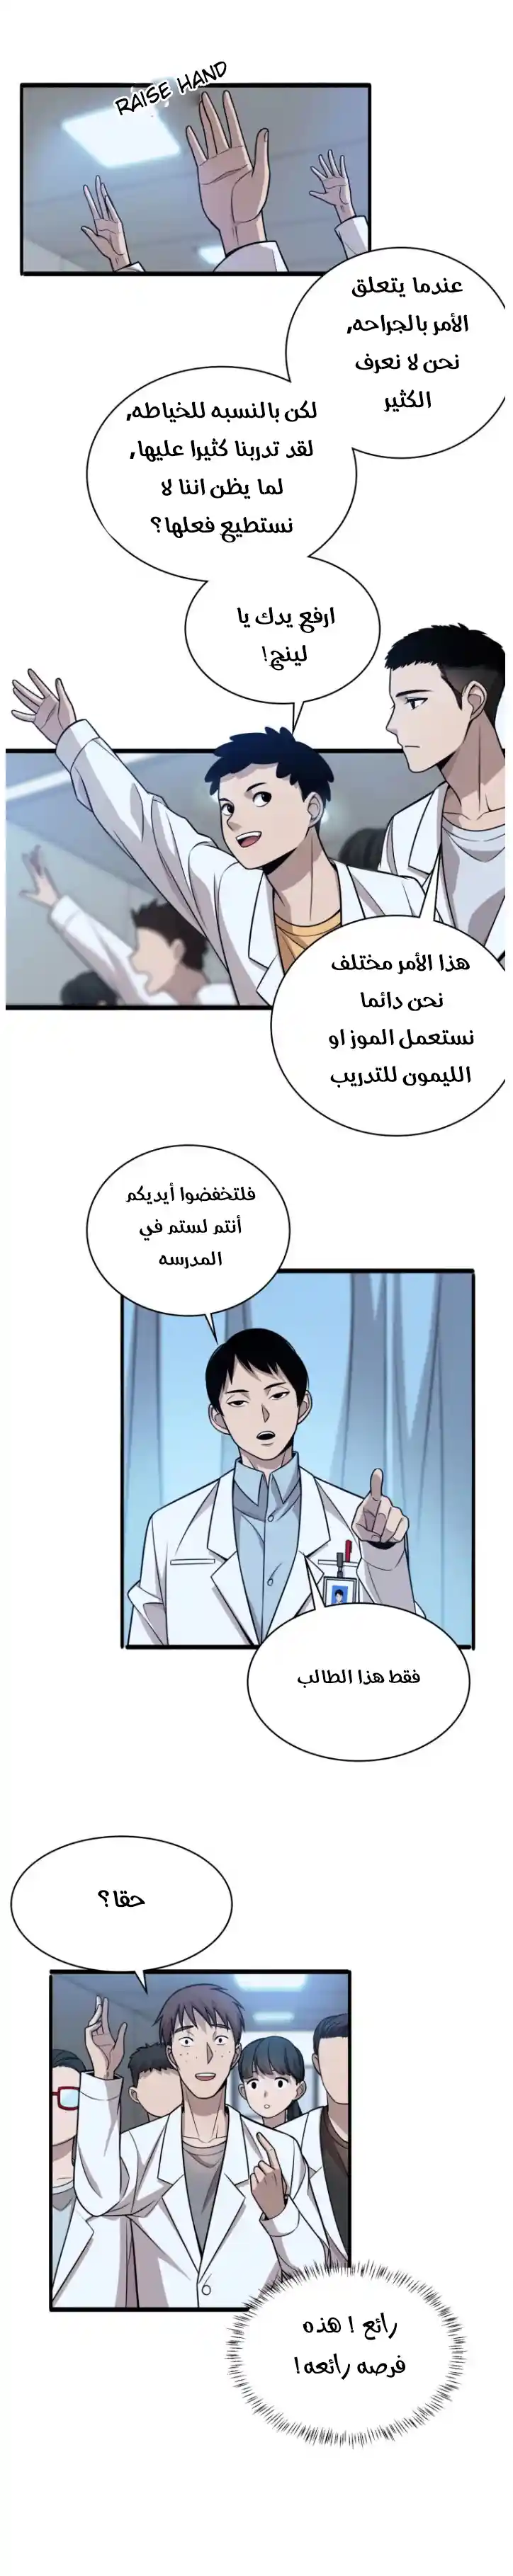 RAISE HAND
عندما يتعلق
الأمر بالجراحه,
نحن لا نعرف
الكثير
لكن بالنسبه للخياطه,
لقد تدربنا كثيرا عليها,
لما يظن اننا لا
نستطيع فعلها؟
ارفع يدك يا
لينج!
هذا الأمر مختلف
نحن دائما
نستعمل الموز او
الليمون للتدريب
فلتخفضوا أيديكم
أنتم لستم في
المدرسه
فقط هذا الطالب
حقا؟
رائع ! هذه
فرصه رائعه!